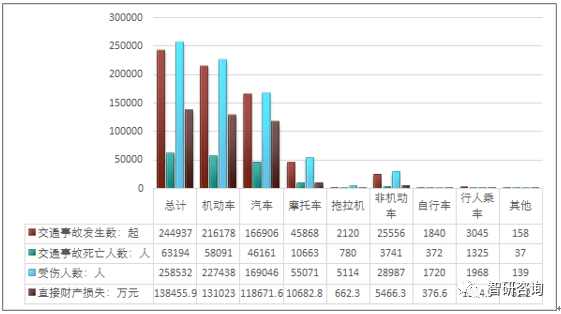 300000
250000
200000
150000
100000
50000
0
总计 机动车 汽车 摩托车 拖拉机 非机动车 自行车 行人乘车 其他
交通事故发生数：起 244937 216178 166906 45868 2120 25556 1840 3045 158
交通事故死亡人数：人 63194 58091 46161 10663 780 3741 372 1325 37
受伤人数：人 258532 227438 169046 55071 5114 28987 1720 1968 139
直接财产损失：万元 138455.9 131023 118671.6 10682.8 662.3 5466.3 376.6
智研咨询